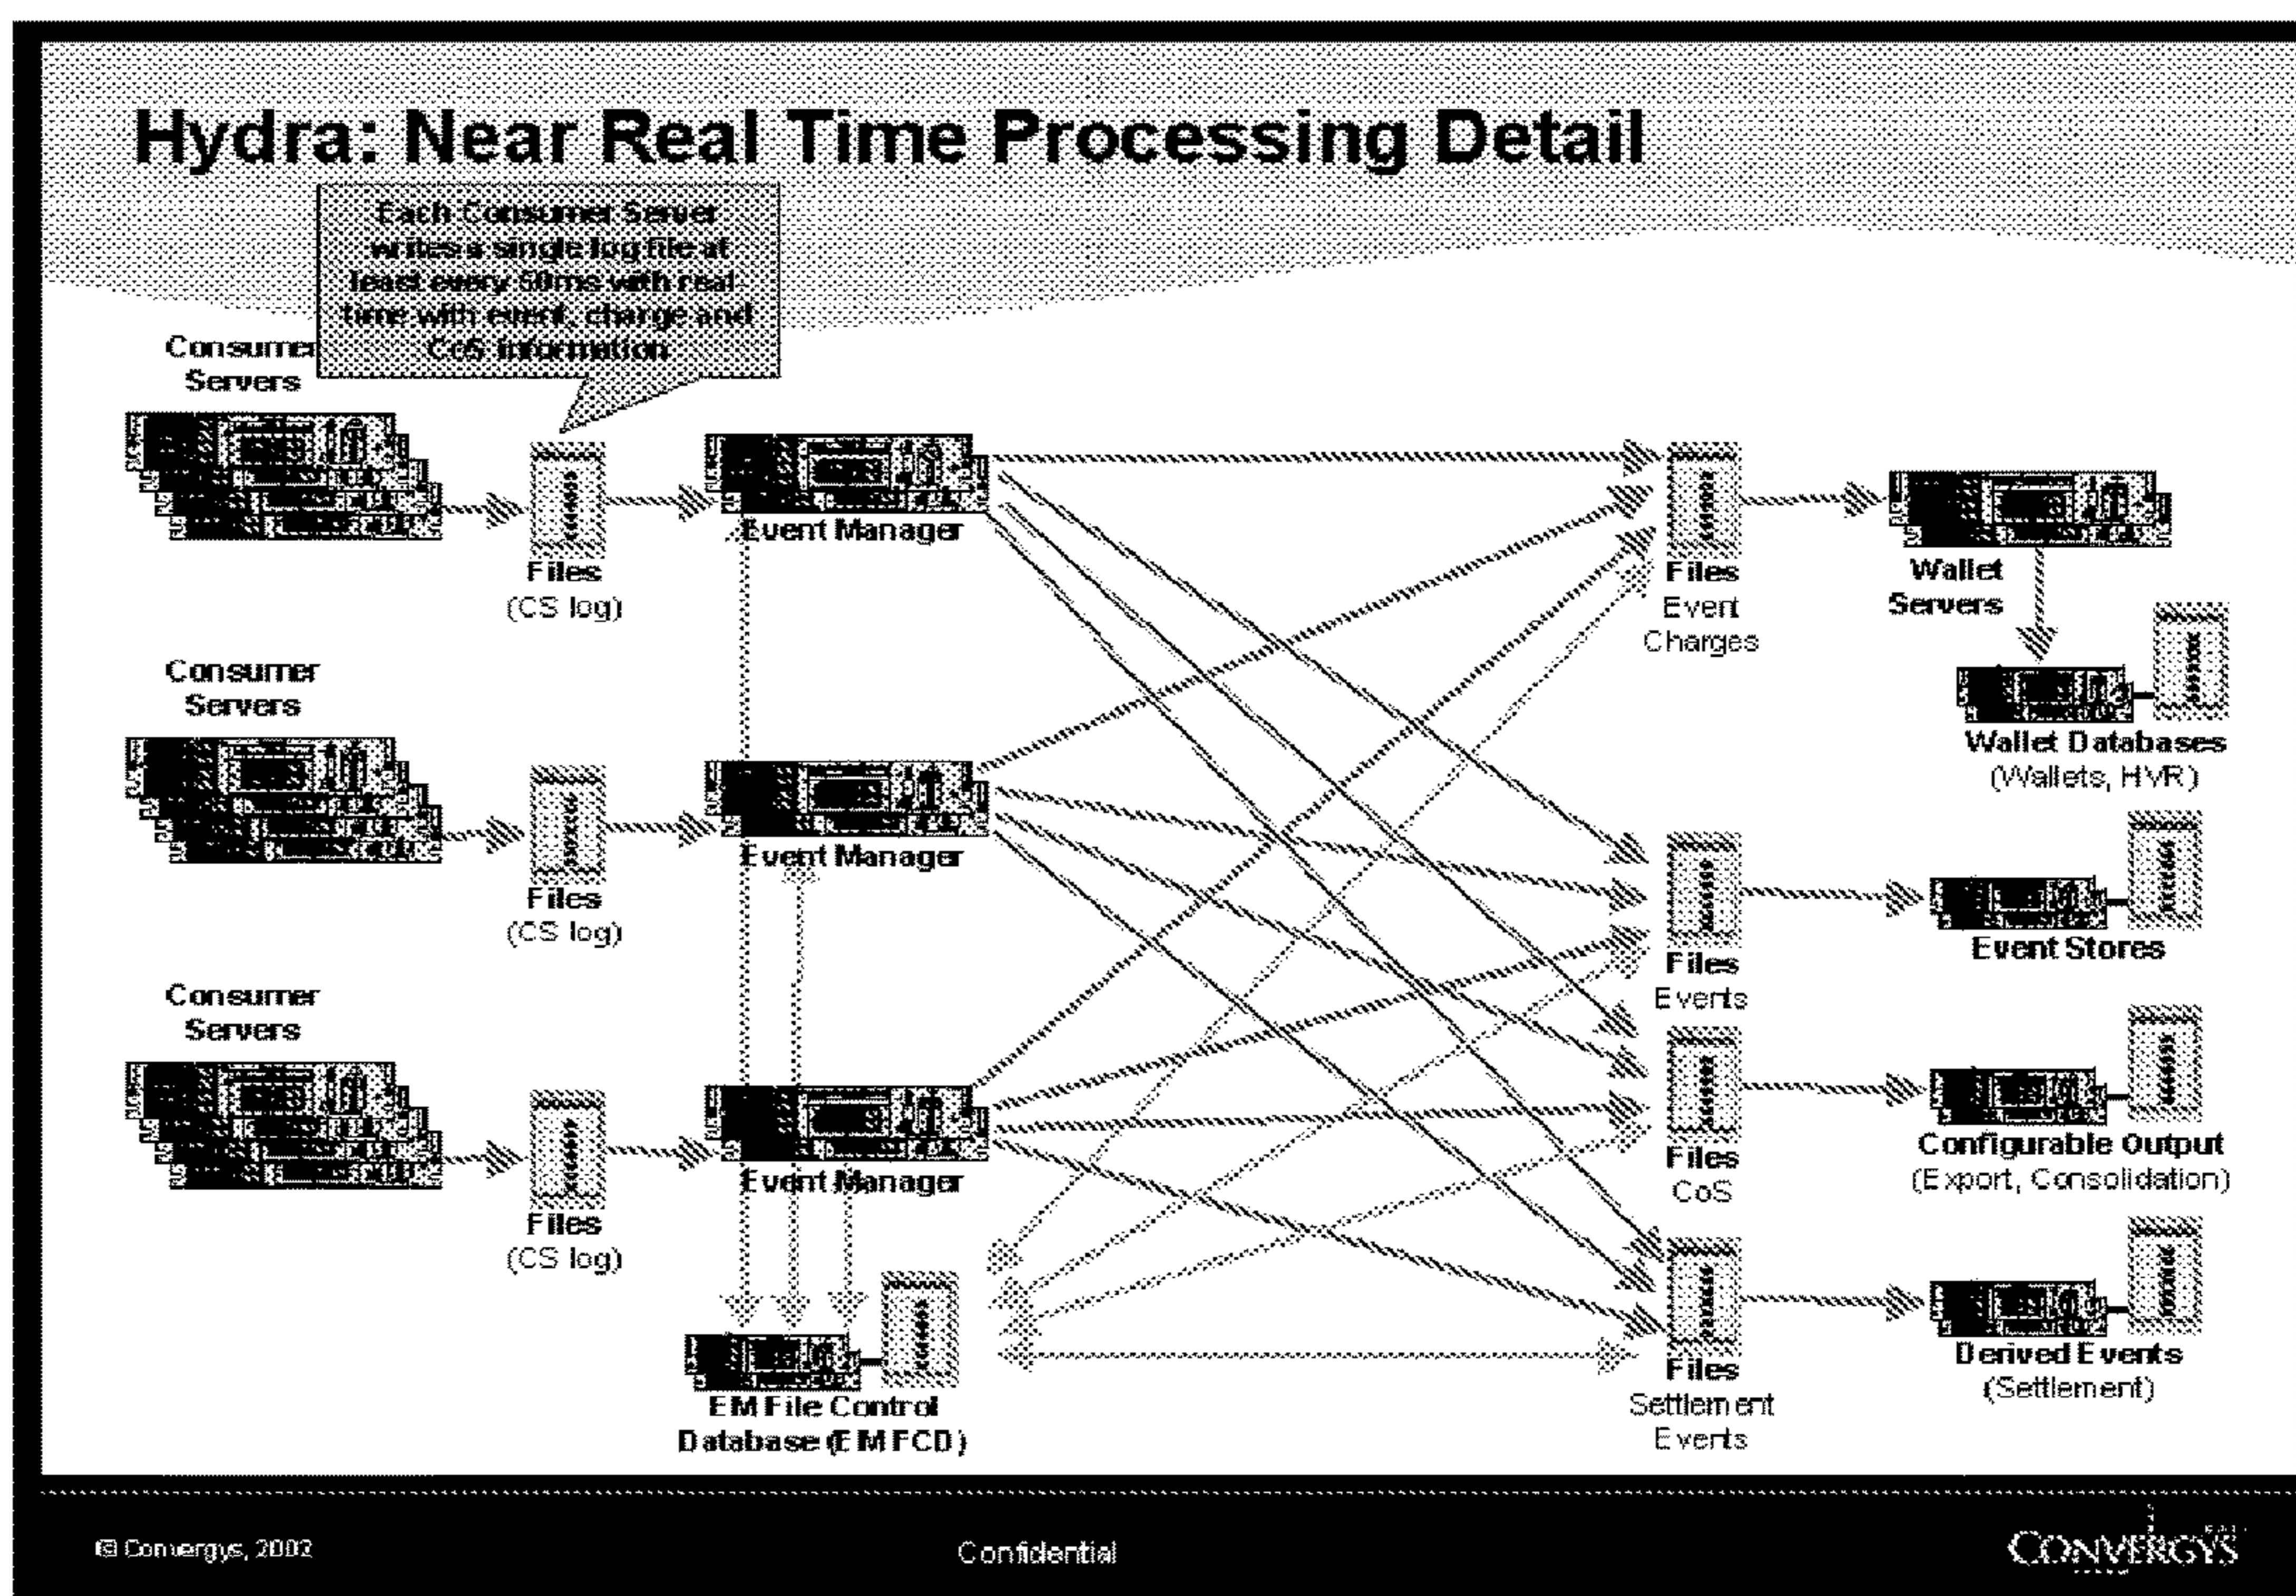 Hydra: Near Real Time Processing Detail
Each Consumer Server
writes a single log file at
least every 50ms with real-
time with event, charge and
CoS information
Consumer
Servers
Files
(CS log)
Event Manager
Files
Event
Charges
Wallet
Servers
Wallet Databases
(Wallets, HVR)
Consumer
Servers
Files
(CS log)
Event Manager
Files
Events
Event Stores
Consumer
Servers
Files
(CS log)
Event Manager
Files
CoS
Configurable Output
(Export, Consolidation)
EM File Control
Database (EMFCD)
Files
Settlement
Events
Derived Events
(Settlement)
© Convergys, 2002
Confidential
CONVERGYS